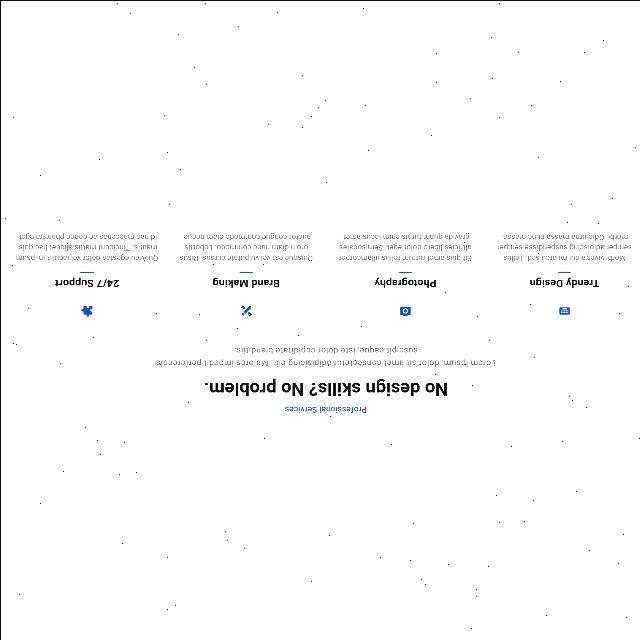 Professional Services
No design skills? No problem.
Lorem ipsum, dolor sit amet consectetur adipisicing elit. Maiores impedit perferendis
suscipit eaque, iste dolor cupiditate blanditiis.
Trendy Design
Morbi viverra dui mi arcu sed. Tellus
semper adipiscing suspendisse semper
morbi. Odio urna massa nunc massa.
Photography
Sit quis amet rutrum tellus ullamcorper
ultricies libero dolor eget. Sem sodales
gravida quam turpis enim lacus amet.
Brand Making
Quisque est vel vulputate cursus. Risus
proin diam nunc commodo. Lobortis
auctor congue commodo diam neque.
24/7 Support
QuiArcu egestas dolor vel iaculis in ipsum
mauris. Tincidunt mattis aliquet hac quis.
Id hac maecenas ac donec pharetra eget.